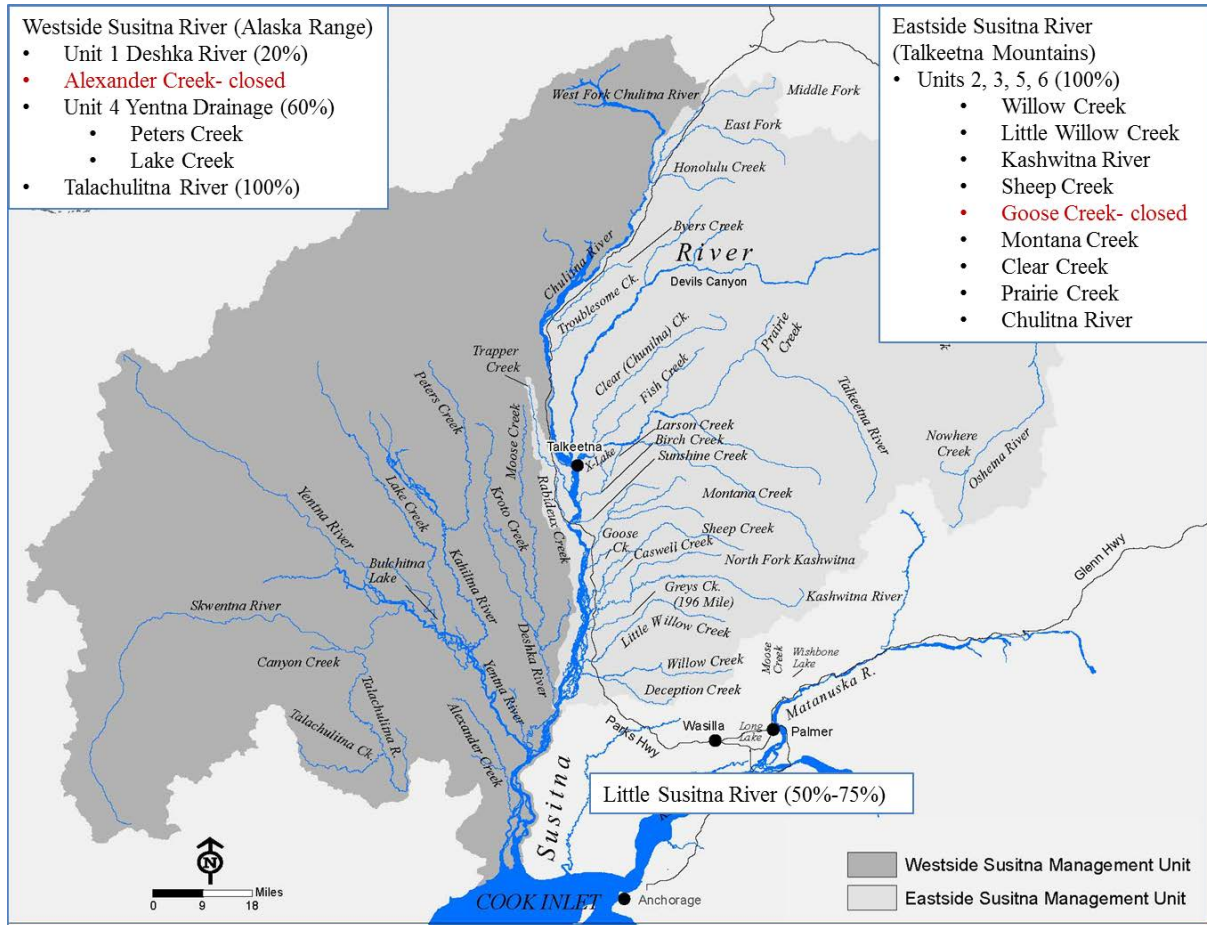 Westside Susitna River (Alaska Range)
• Unit 1 Deshka River (20%)
• Alexander Creek- closed
• Unit 4 Yentna Drainage (60%)
• Peters Creek
• Lake Creek
• Talachulitna River (100%)
Eastside Susitna River
(Talkeetna Mountains)
• Units 2, 3, 5, 6 (100%)
• Willow Creek
• Little Willow Creek
• Kashwitna River
• Sheep Creek
• Goose Creek- closed
• Montana Creek
• Clear Creek
• Prairie Creek
• Chulitna River
West Fork Chulitna River
Middle Fork
East Fork
Honolulu Creek
Byers Creek
River
Chulitna River
Devils Canyon
Troublesome Ck.
Prairie
Creek
Trapper
Creek
Clear (Chunilna) Ck.
Fish Creek
Peters Creek
Moose Creek
Talkeetna River
Larson Creek
Talkeetna
Birch Creek
X-Lake
Sunshine Creek
Nowhere
Creek
Oshetna River
Rabideux Creek
Lake Creek
Kroto Creek
Montana Creek
Yentna River
Goose
Ck.
Sheep Creek
Caswell Creek
North Fork Kashwitna
Glenn Hwy
Bulchitna
Lake
Kahiltna River
Greys Ck.
(196 Mile)
Kashwitna River
Skwentna River
Little Willow Creek
Deshka River
Canyon Creek
Willow Creek
Moose
Creek
Wishbone
Lake
Yentna River
Deception Creek
Talachulitna R.
Matanuska R.
Alexander Creek
Talachulitna Ck.
Parks Hwy
Wasilla
Long
Lake
Palmer
Susitna
Little Susitna River (50%-75%)
N
Miles
0 9 18
COOK INLET
Anchorage
Westside Susitna Management Unit
Eastside Susitna Management Unit